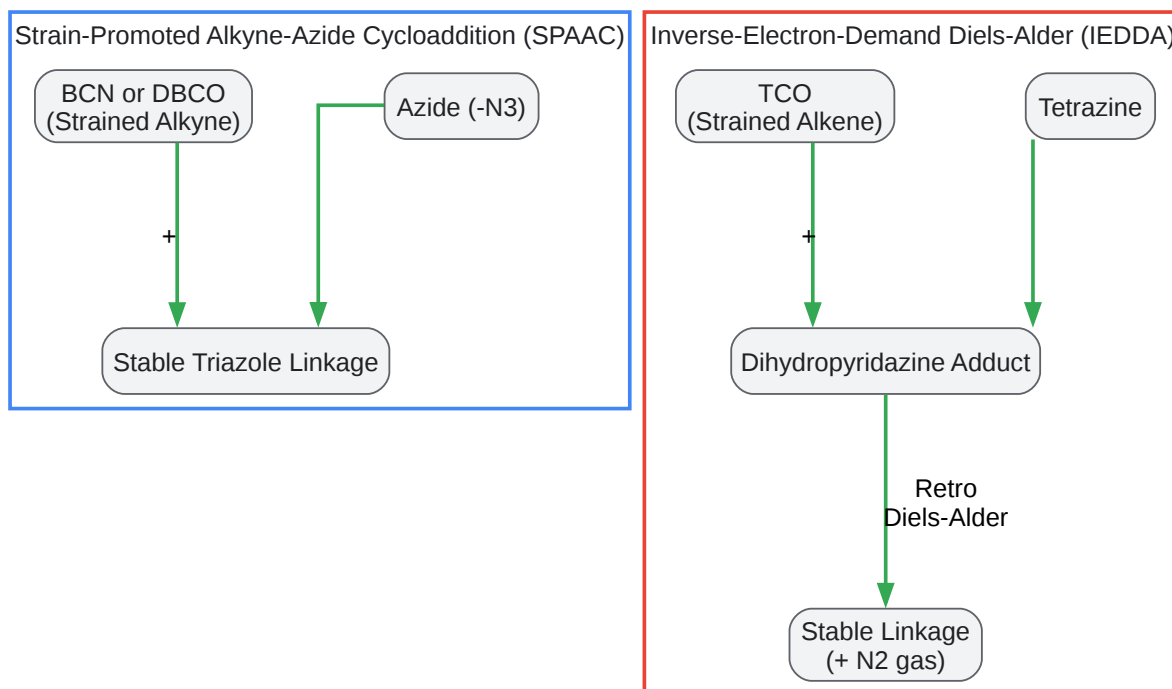 Strain-Promoted Alkyne-Azide Cycloaddition (SPAAC)
BCN or DBCO
(Strained Alkyne)
Azide (-N3)
+
Stable Triazole Linkage
Inverse-Electron-Demand Diels-Alder (IEDDA)
TCO
(Strained Alkene)
Tetrazine
+
Dihydropyridazine Adduct
Retro
Diels-Alder
Stable Linkage
(+ N2 gas)